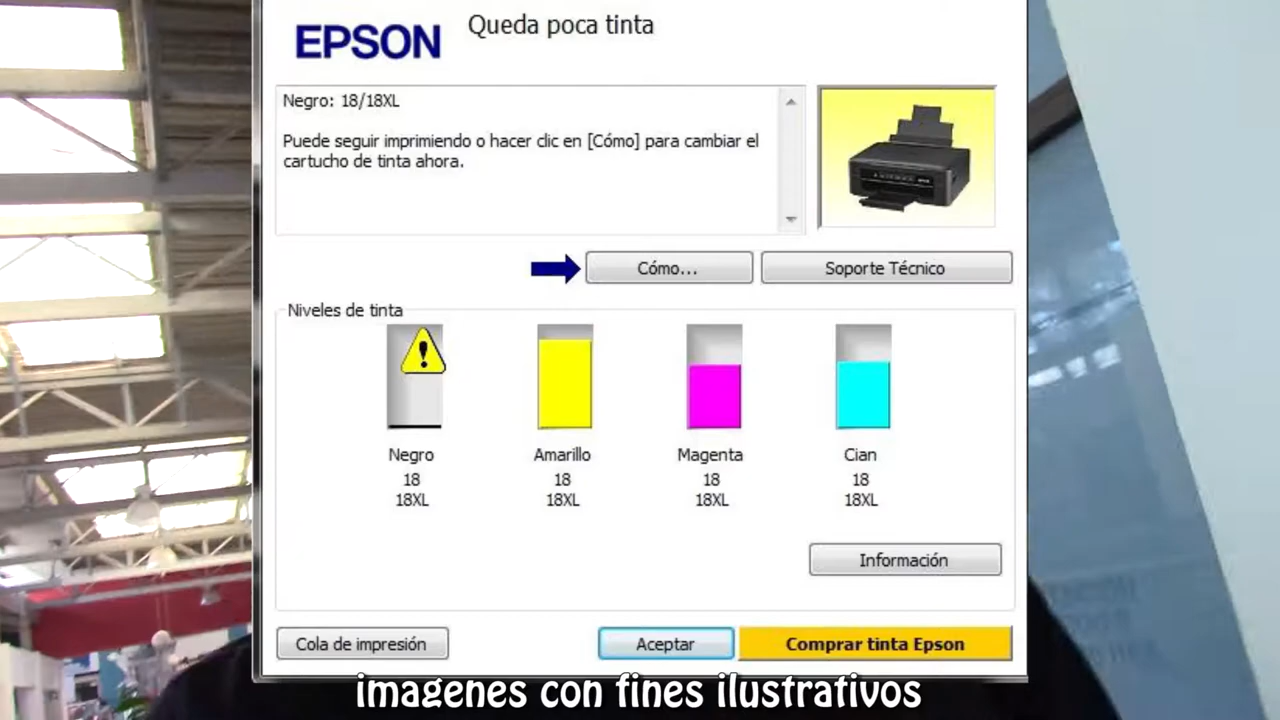 EPSON
Queda poca tinta
Negro: 18/18XL
Puede seguir imprimiendo o hacer clic en [Cómo] para cambiar el
cartucho de tinta ahora.
Cómo...
Soporte Técnico
Niveles de tinta
Negro
18
18XL
Amarillo
18
18XL
Magenta
18
18XL
Cian
18
18XL
Información
Cola de impresión
Aceptar
Comprar tinta Epson
imagenes con fines ilustrativos